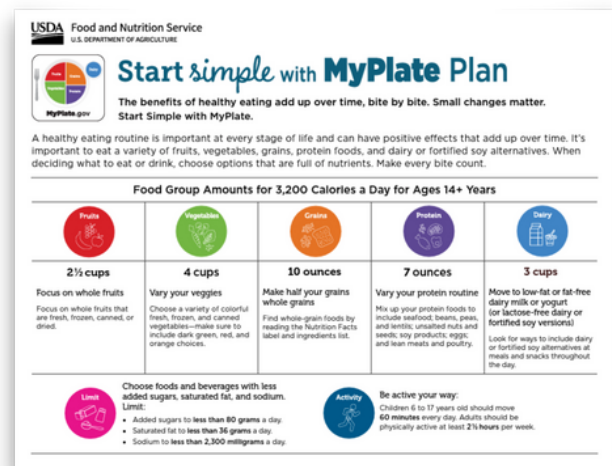 USDA Food and Nutrition Service
U.S. DEPARTMENT OF AGRICULTURE
Fruits
Grains
Dairy
Vegetables
Protein
MyPlate.gov
Start simple with MyPlate Plan
The benefits of healthy eating add up over time, bite by bite. Small changes matter.
Start Simple with MyPlate.
A healthy eating routine is important at every stage of life and can have positive effects that add up over time. It's
important to eat a variety of fruits, vegetables, grains, protein foods, and dairy or fortified soy alternatives. When
deciding what to eat or drink, choose options that are full of nutrients. Make every bite count.
Food Group Amounts for 3,200 Calories a Day for Ages 14+ Years
Fruits
2½ cups
Focus on whole fruits
Focus on whole fruits that
are fresh, frozen, canned, or
dried.
Vegetables
4 cups
Vary your veggies
Choose a variety of colorful
fresh, frozen, and canned
vegetables—make sure to
include dark green, red, and
orange choices.
Grains
10 ounces
Make half your grains
whole grains
Find whole-grain foods by
reading the Nutrition Facts
label and ingredients list.
Protein
7 ounces
Vary your protein routine
Mix up your protein foods to
include seafood; beans, peas,
and lentils; unsalted nuts and
seeds; soy products; eggs;
and lean meats and poultry.
Dairy
3 cups
Move to low-fat or fat-free
dairy milk or yogurt
(or lactose-free dairy or
fortified soy versions)
Look for ways to include dairy
or fortified soy alternatives at
meals and snacks throughout
the day.
Limit
Choose foods and beverages with less
added sugars, saturated fat, and sodium.
Limit:
• Added sugars to less than 80 grams a day.
• Saturated fat to less than 36 grams a day.
• Sodium to less than 2,300 milligrams a day.
Activity
Be active your way:
Children 6 to 17 years old should move
60 minutes every day. Adults should be
physically active at least 2½ hours per week.